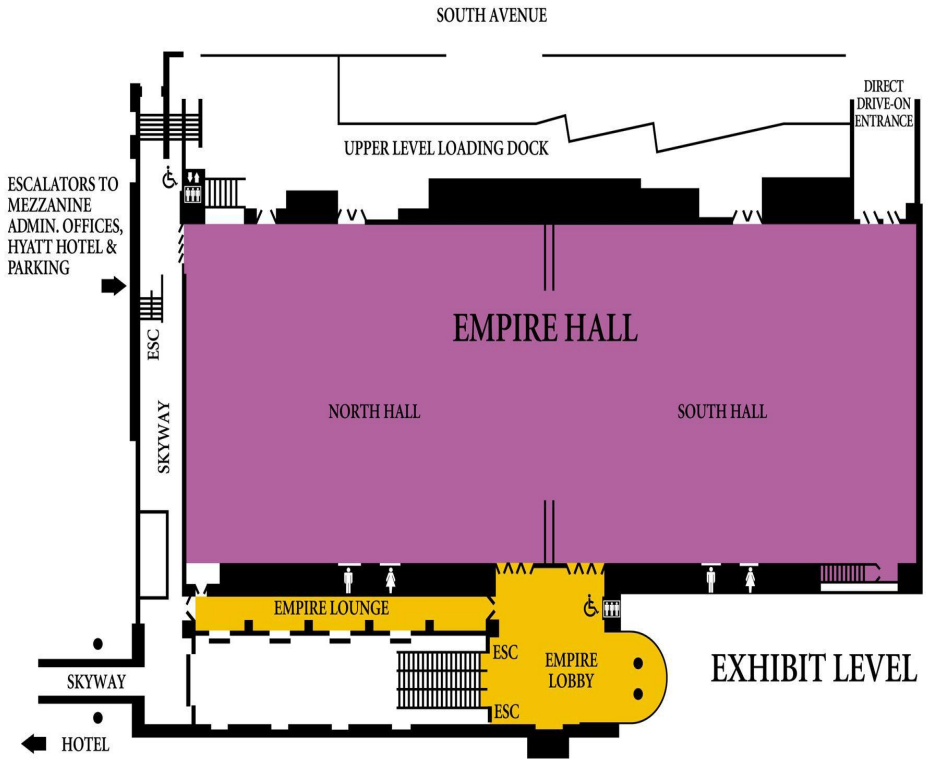 SOUTH AVENUE
DIRECT
DRIVE-ON
ENTRANCE
UPPER LEVEL LOADING DOCK
ESCALATORS TO
MEZZANINE
ADMIN. OFFICES,
HYATT HOTEL &
PARKING
ESC
SKYWAY
EMPIRE HALL
NORTH HALL
SOUTH HALL
EMPIRE LOUNGE
ESC
EMPIRE
LOBBY
ESC
EXHIBIT LEVEL
SKYWAY
HOTEL